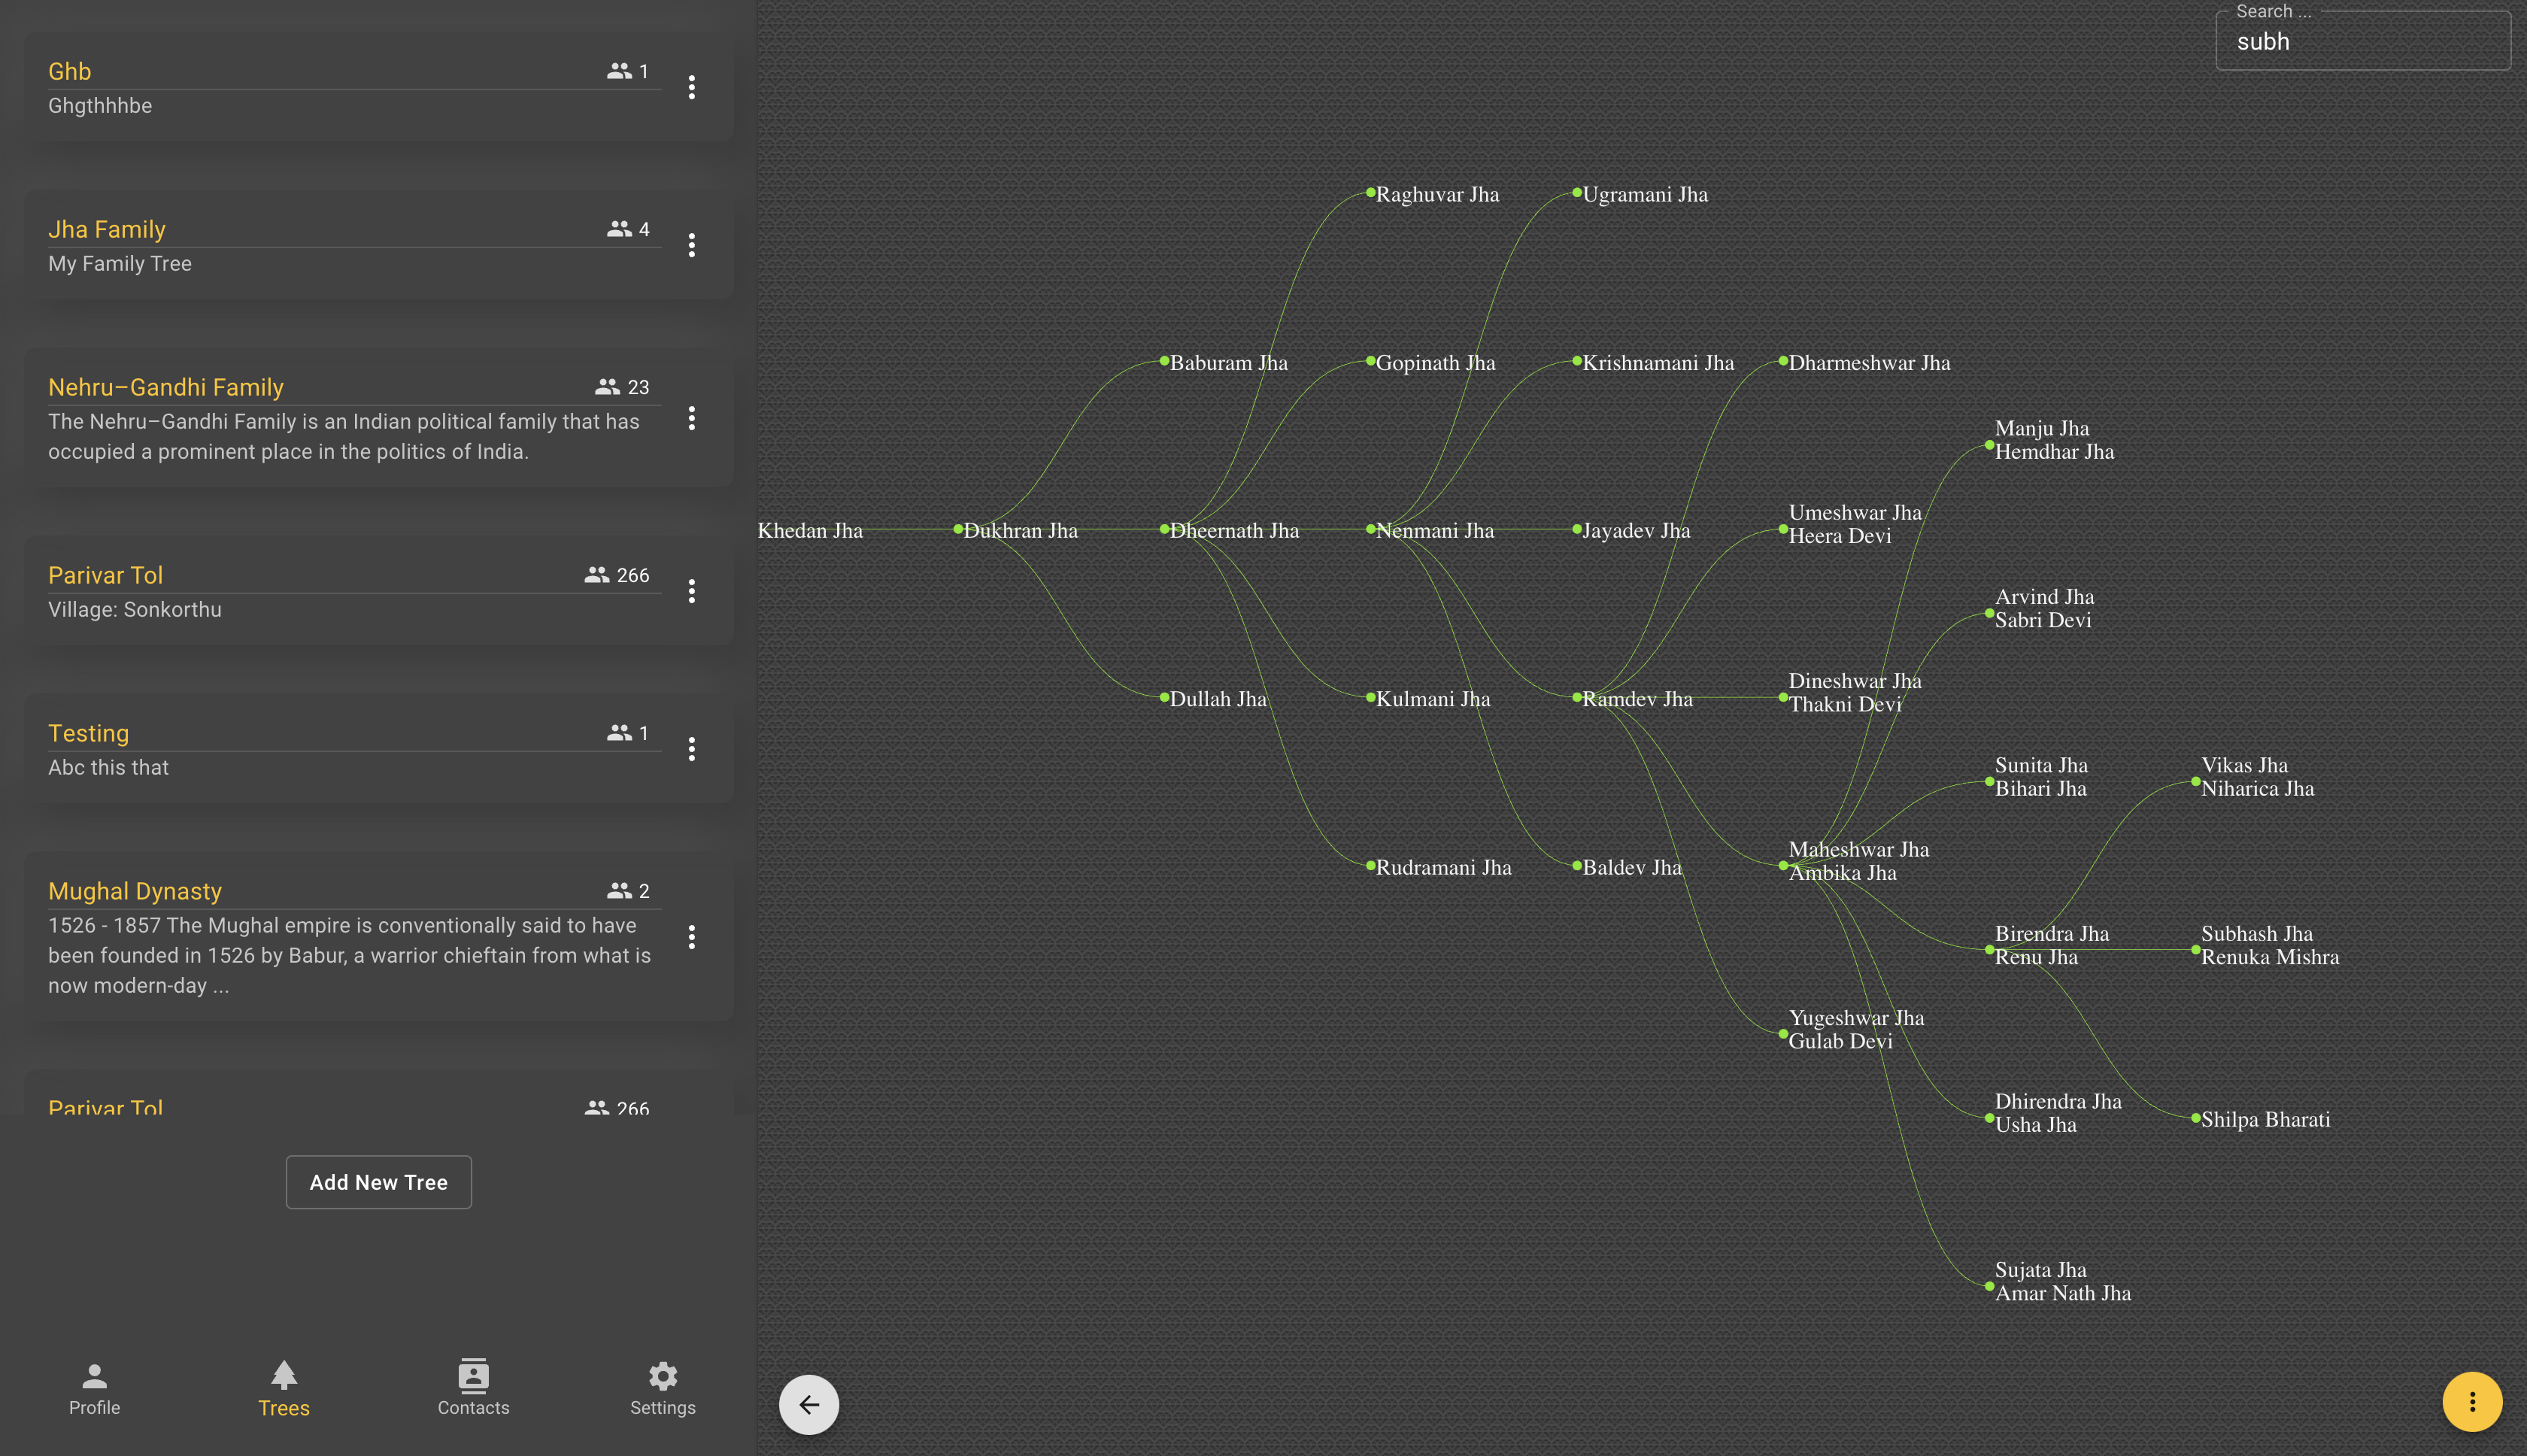 Ghb
1
Ghgthhhbe
Jha Family
4
My Family Tree
Nehru–Gandhi Family
23
The Nehru–Gandhi Family is an Indian political family that has
occupied a prominent place in the politics of India.
Parivar Tol
266
Village: Sonkorthu
Testing
1
Abc this that
Mughal Dynasty
2
1526 - 1857 The Mughal empire is conventionally said to have
been founded in 1526 by Babur, a warrior chieftain from what is
now modern-day ...
Parivar Tol
266
Add New Tree
Profile
Trees
Contacts
Settings
Search ...
subh
Khedan Jha
Dukhran Jha
Baburam Jha
Dheernath Jha
Dullah Jha
Raghuvar Jha
Gopinath Jha
Nenmani Jha
Kulmani Jha
Rudramani Jha
Ugramani Jha
Krishnamani Jha
Jayadev Jha
Ramdev Jha
Baldev Jha
Dharmeshwar Jha
Umeshwar Jha
Heera Devi
Dineshwar Jha
Thakni Devi
Maheshwar Jha
Ambika Jha
Yugeshwar Jha
Gulab Devi
Manju Jha
Hemdhar Jha
Arvind Jha
Sabri Devi
Sunita Jha
Bihari Jha
Birendra Jha
Renu Jha
Dhirendra Jha
Usha Jha
Sujata Jha
Amar Nath Jha
Vikas Jha
Niharica Jha
Subhash Jha
Renuka Mishra
Shilpa Bharati